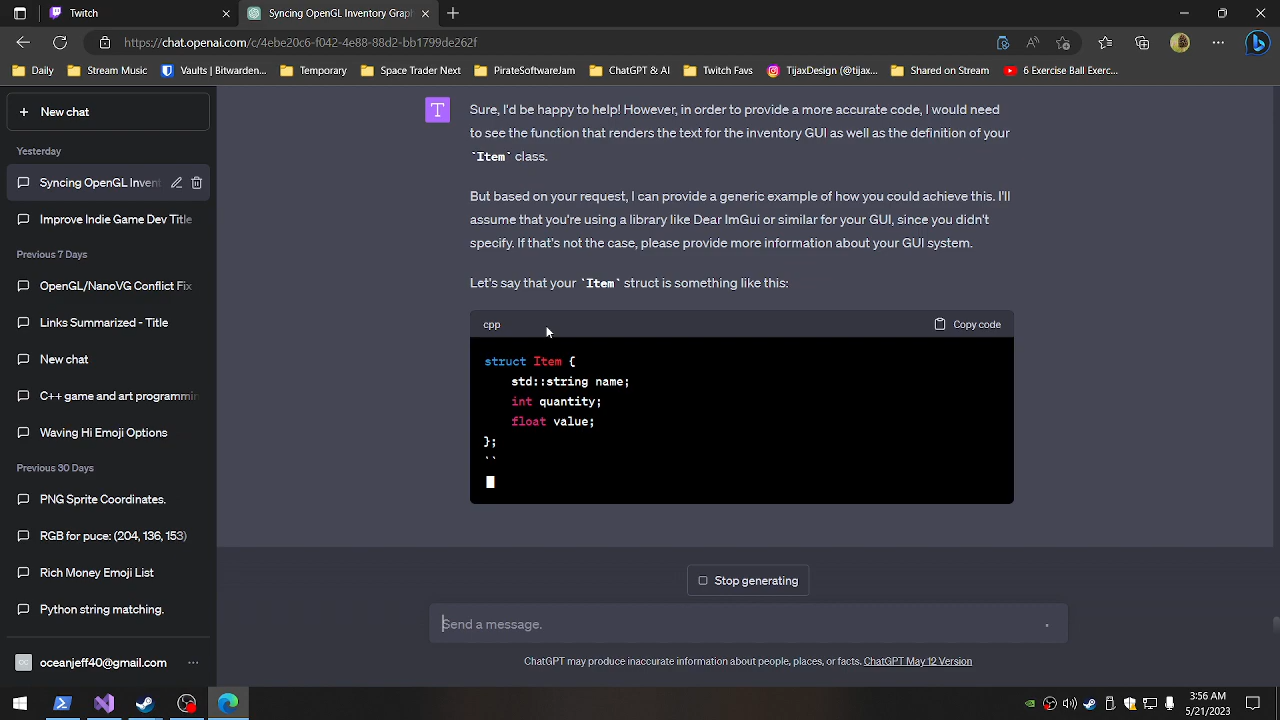 Twitch
Syncing OpenGL Inventory Grap
https://chat.openai.com/c/4ebe20e6-f042-4e88-88d2-bb1799de262f
Daily
Stream Music
Vaults | Bitwarden...
Temporary
Space Trader Next
PirateSoftwareJam
ChatGPT & AI
Twitch Favs
TijaxDesign (@tijax...
Shared on Stream
6 Exercise Ball Exerc...
+ New chat
Yesterday
Syncing OpenGL Invent
Improve Indie Game Dev Title
Previous 7 Days
OpenGL/NanoVG Conflict Fix
Links Summarized - Title
New chat
C++ game and art programmin
Waving Hi Emoji Options
Previous 30 Days
PNG Sprite Coordinates.
RGB for puce: (204, 136, 153)
Rich Money Emoji List
Python string matching.
oceanjeff40@gmail.com
...
T
Sure, I'd be happy to help! However, in order to provide a more accurate code, I would need
to see the function that renders the text for the inventory GUI as well as the definition of your
`Item` class.
But based on your request, I can provide a generic example of how you could achieve this. I'll
assume that you're using a library like Dear ImGui or similar for your GUI, since you didn't
specify. If that's not the case, please provide more information about your GUI system.
Let's say that your `Item` struct is something like this:
cpp
Copy code
struct Item {
std::string name;
int quantity;
float value;
};
``
Stop generating
Send a message.
ChatGPT may produce inaccurate information about people, places, or facts. ChatGPT May 12 Version
3:56 AM
5/21/2023